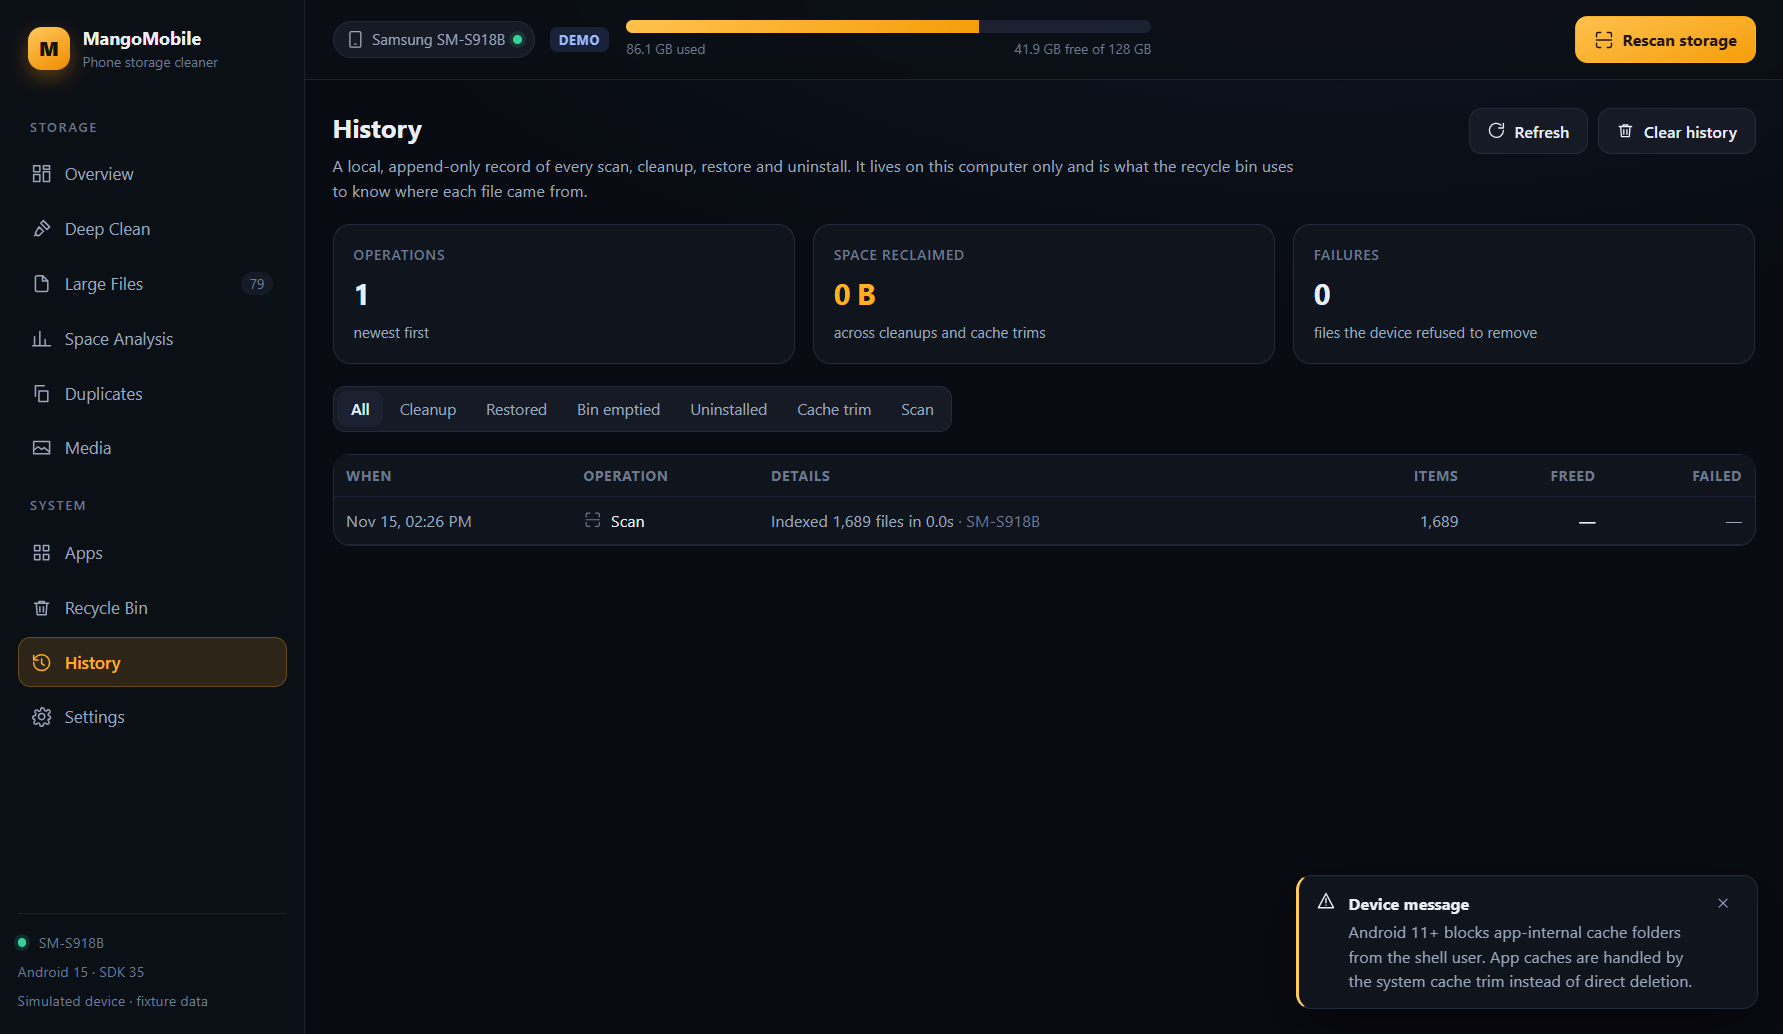 M
MangoMobile
Phone storage cleaner
STORAGE
Overview
Deep Clean
Large Files 79
Space Analysis
Duplicates
Media
SYSTEM
Apps
Recycle Bin
History
Settings
SM-S918B
Android 15 · SDK 35
Simulated device · fixture data
Samsung SM-S918B
DEMO
86.1 GB used
41.9 GB free of 128 GB
Rescan storage
History
Refresh
Clear history
A local, append-only record of every scan, cleanup, restore and uninstall. It lives on this computer only and is what the recycle bin uses
to know where each file came from.
OPERATIONS
1
newest first
SPACE RECLAIMED
0 B
across cleanups and cache trims
FAILURES
0
files the device refused to remove
All Cleanup Restored Bin emptied Uninstalled Cache trim Scan
WHEN OPERATION DETAILS ITEMS FREED FAILED
Nov 15, 02:26 PM Scan Indexed 1,689 files in 0.0s · SM-S918B 1,689 — —
Device message
Android 11+ blocks app-internal cache folders
from the shell user. App caches are handled by
the system cache trim instead of direct deletion.